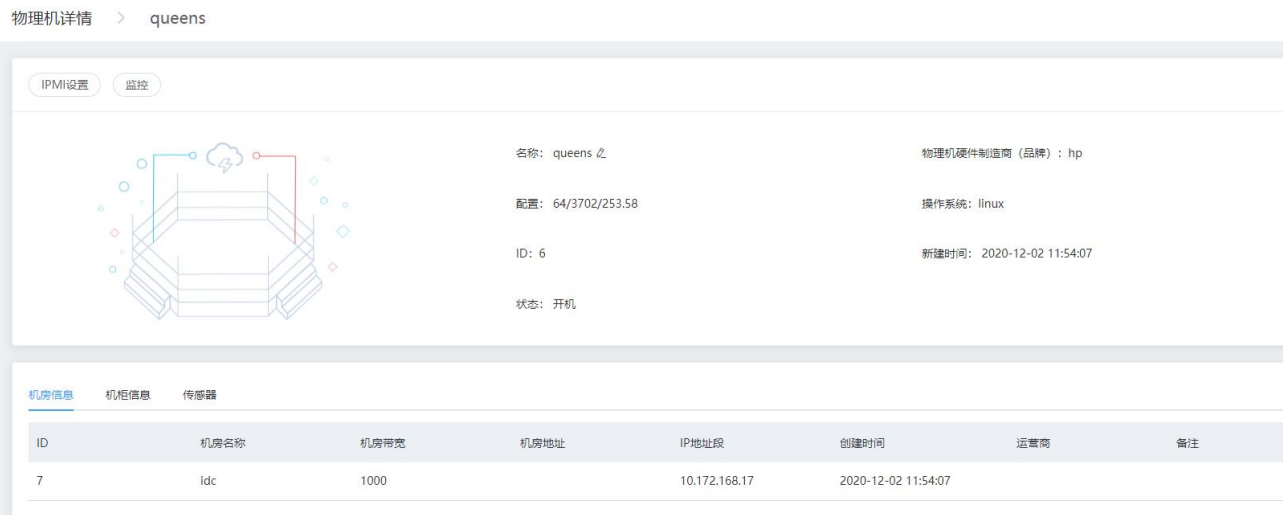 物理机详情 > queens
IPMI设置 监控
名称： queens 物理机硬件制造商（品牌）：hp
配置： 64/3702/253.58 操作系统：linux
ID：6 新建时间： 2020-12-02 11:54:07
状态： 开机
机房信息 机柜信息 传感器
ID 机房名称 机房带宽 机房地址 IP地址段 创建时间 运营商 备注
7 idc 1000 10.172.168.17 2020-12-02 11:54:07